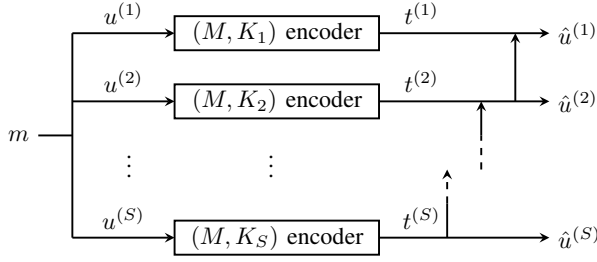 u^(1) (M, K_1) encoder t^(1) û^(1)
u^(2) (M, K_2) encoder t^(2) û^(2)
m
⋮ ⋮
u^(S) (M, K_S) encoder t^(S) û^(S)